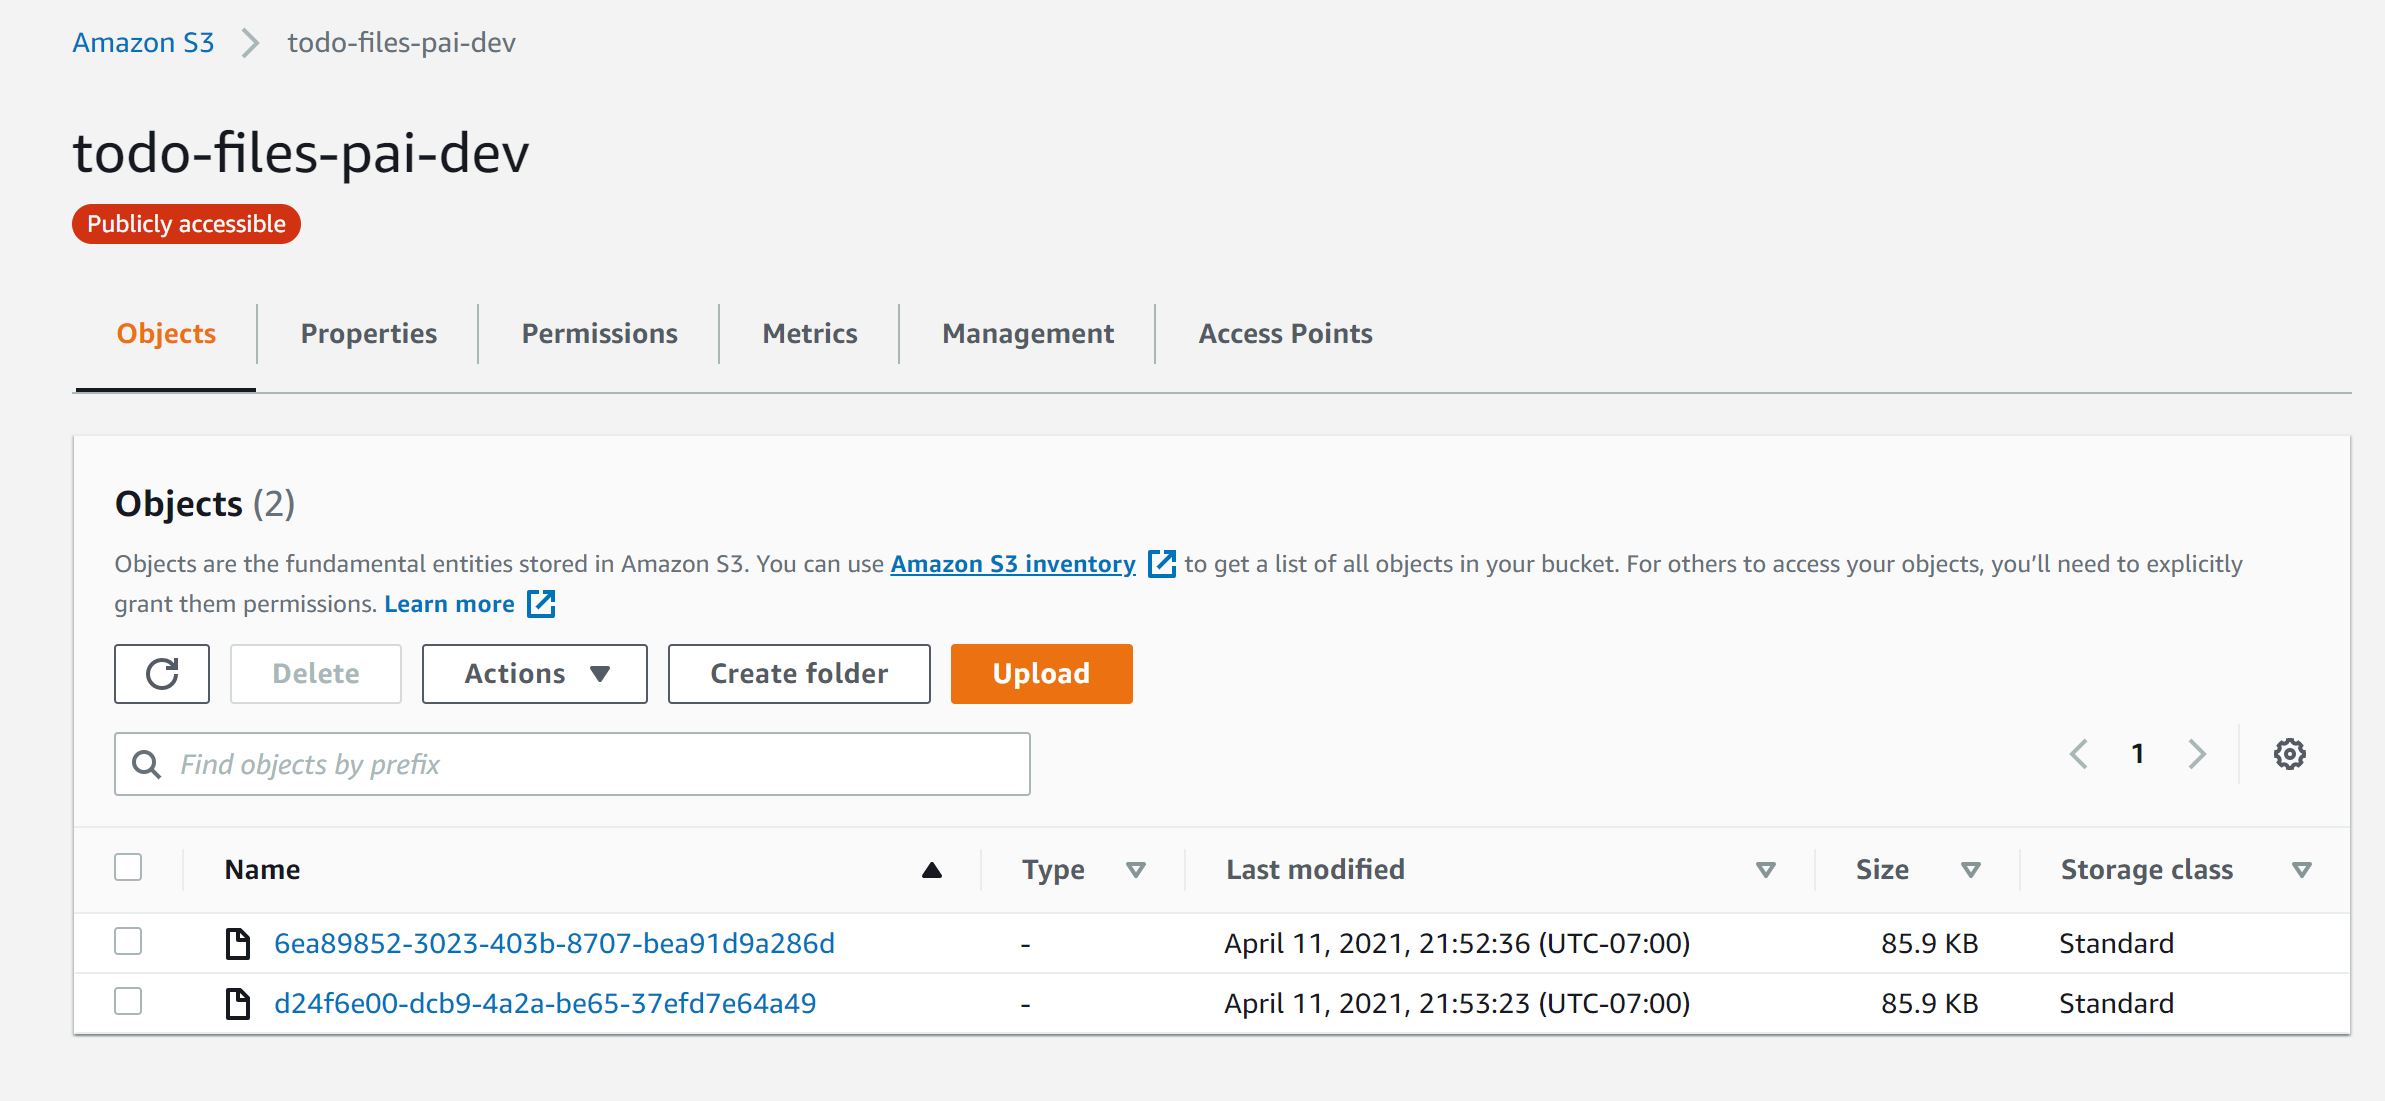 Amazon S3 todo-files-pai-dev
todo-files-pai-dev
Publicly accessible
Objects Properties Permissions Metrics Management Access Points
Objects (2)
Objects are the fundamental entities stored in Amazon S3. You can use Amazon S3 inventory to get a list of all objects in your bucket. For others to access your objects, you’ll need to explicitly
grant them permissions. Learn more
Delete Actions Create folder Upload
Find objects by prefix 1
Name Type Last modified Size Storage class
6ea89852-3023-403b-8707-bea91d9a286d - April 11, 2021, 21:52:36 (UTC-07:00) 85.9 KB Standard
d24f6e00-dcb9-4a2a-be65-37efd7e64a49 - April 11, 2021, 21:53:23 (UTC-07:00) 85.9 KB Standard